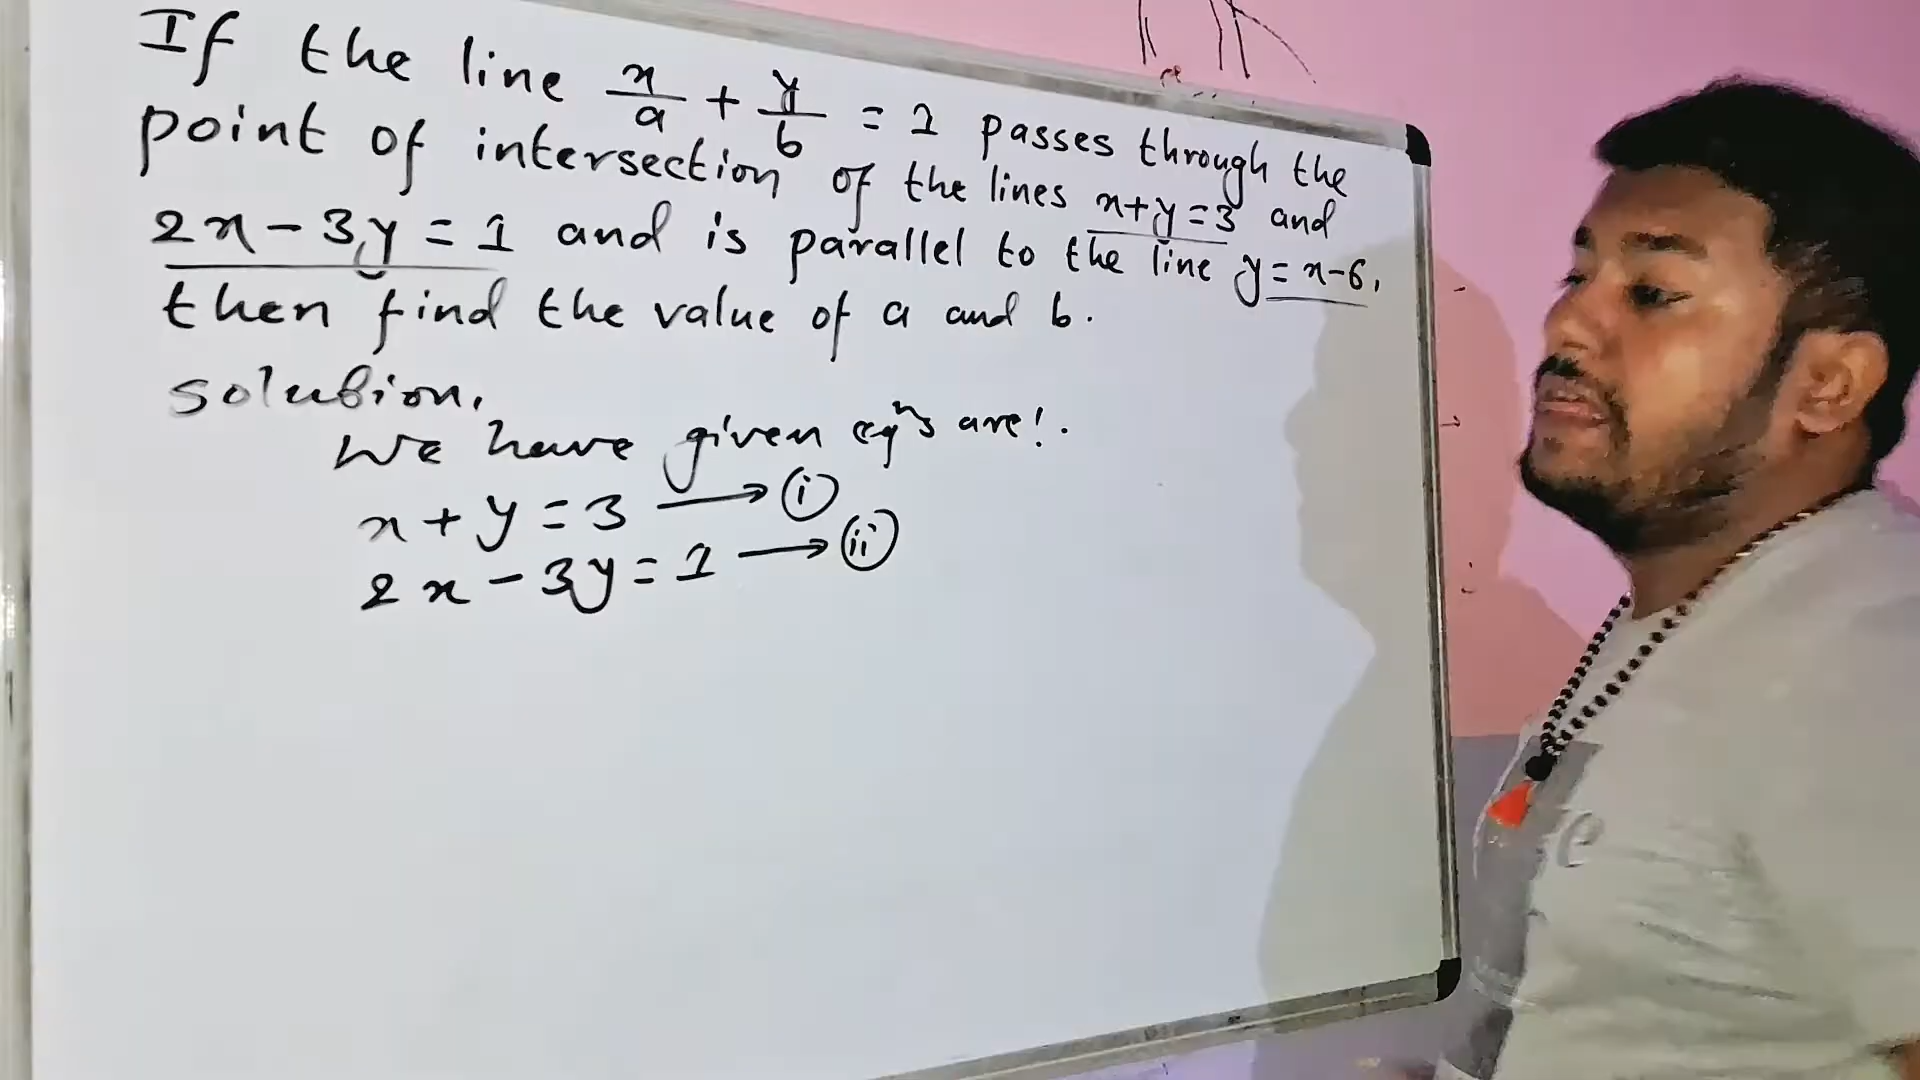 If the line x/a + y/b = 1 passes through the
point of intersection of the lines x+y=3 and
2x-3y=1 and is parallel to the line y=x-6,
then find the value of a and b.
solution,
We have given eqⁿs are!.
x + y = 3 → (i)
2x - 3y = 1 → (ii)